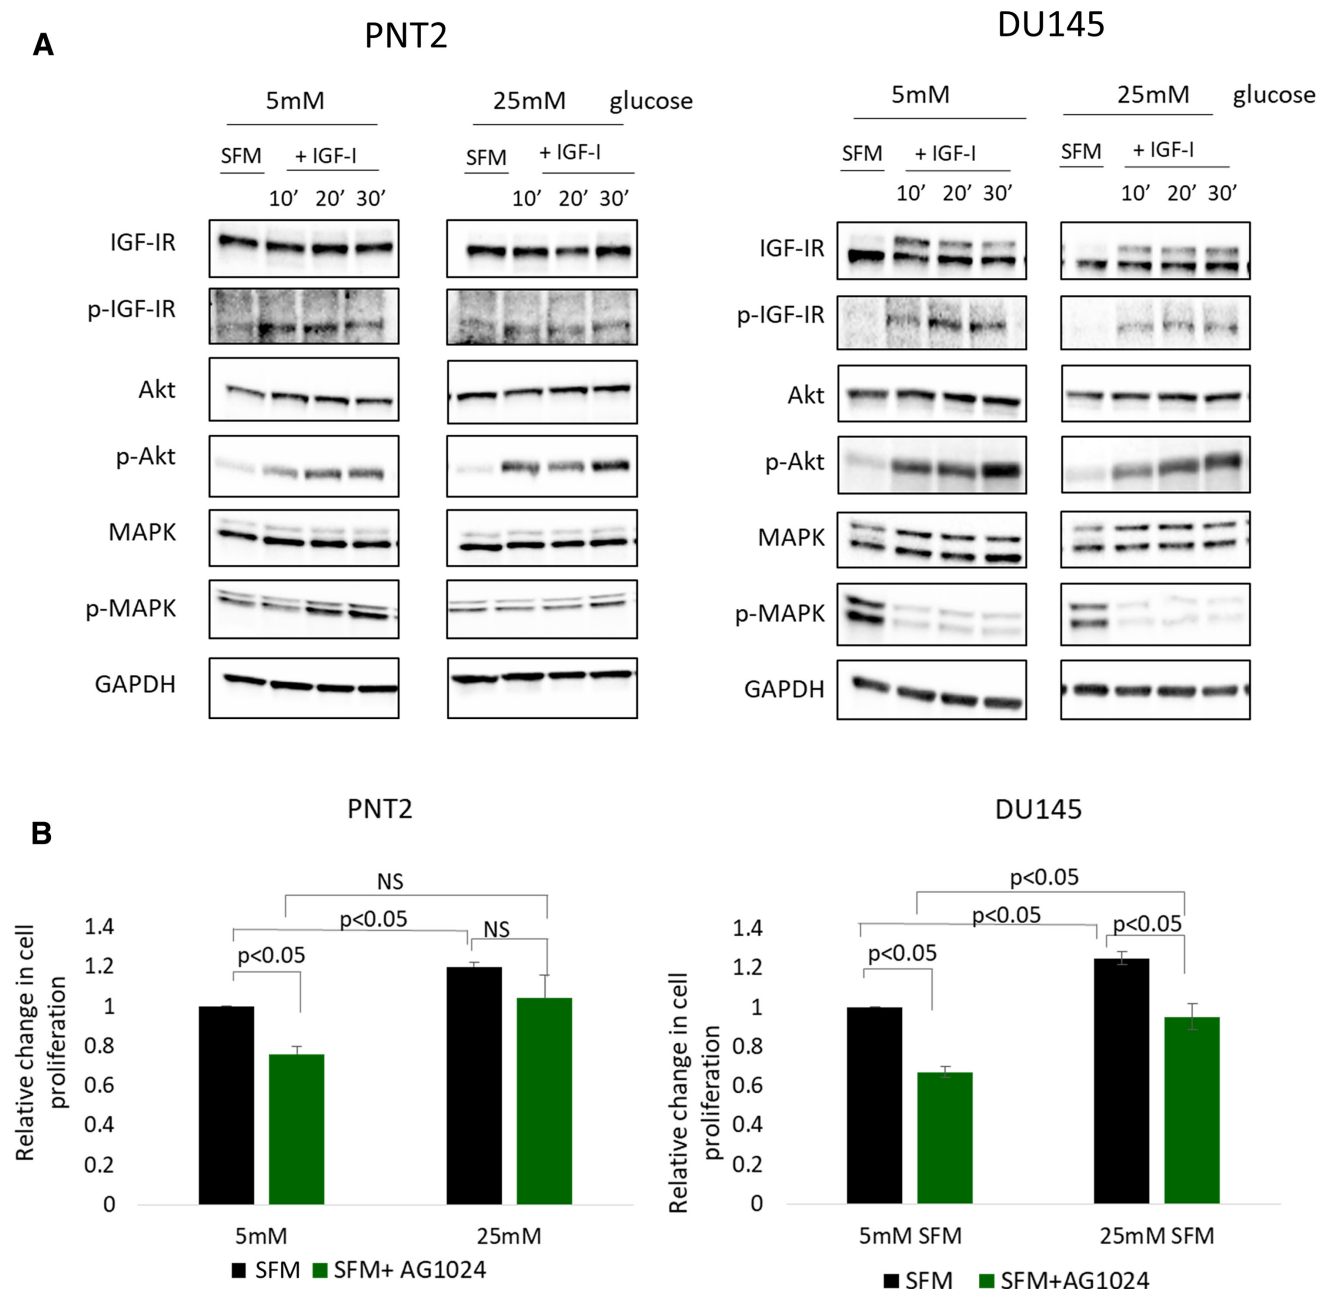 A
PNT2
DU145
5mM
25mM
glucose
5mM
25mM
glucose
SFM
+ IGF-I
SFM
+ IGF-I
SFM
+ IGF-I
SFM
+ IGF-I
10’ 20’ 30’
10’ 20’ 30’
10’ 20’ 30’
10’ 20’ 30’
IGF-IR
p-IGF-IR
Akt
p-Akt
MAPK
p-MAPK
GAPDH
IGF-IR
p-IGF-IR
Akt
p-Akt
MAPK
p-MAPK
GAPDH
B
PNT2
Relative change in cell
proliferation
1.4
1.2
1
0.8
0.6
0.4
0.2
0
NS
p<0.05
NS
p<0.05
5mM
25mM
SFM
SFM+ AG1024
DU145
Relative change in cell
proliferation
1.4
1.2
1
0.8
0.6
0.4
0.2
0
p<0.05
p<0.05
p<0.05
p<0.05
5mM SFM
25mM SFM
SFM
SFM+AG1024